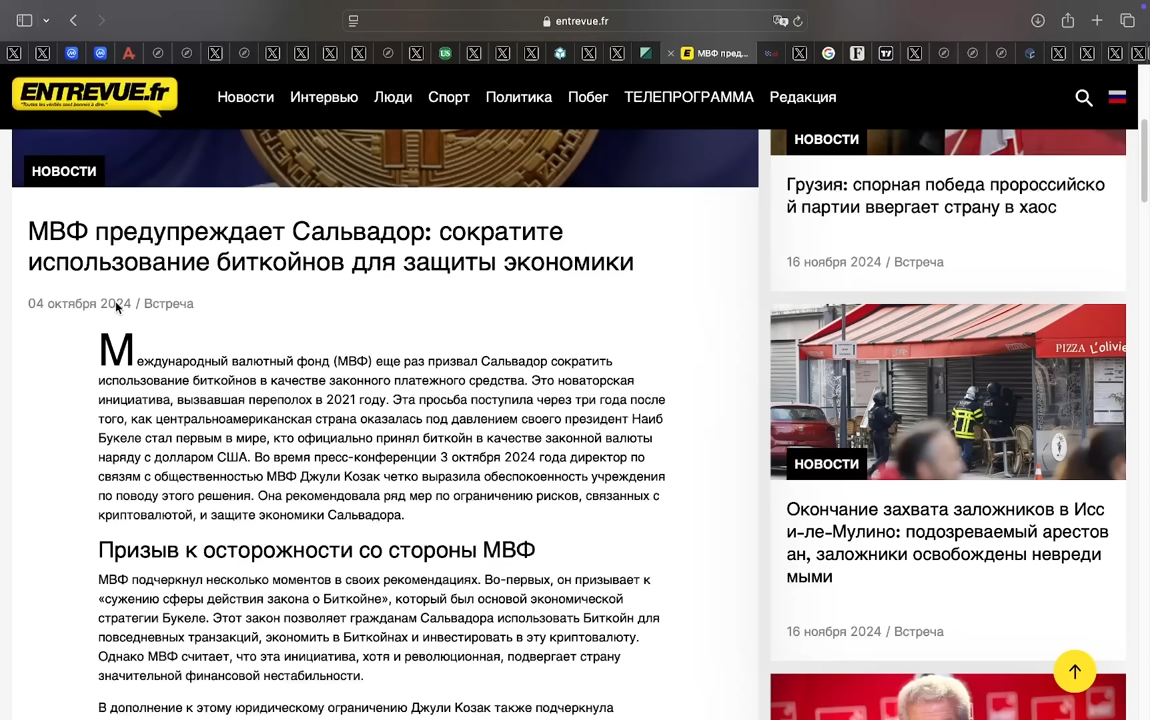 entrevue.fr
МВФ пред...
ENTREVUE.fr
"Toutes les vérités sont bonnes à dire."
Новости
Интервью
Люди
Спорт
Политика
Побег
ТЕЛЕПРОГРАММА
Редакция
НОВОСТИ
МВФ предупреждает Сальвадор: сократите
использование биткойнов для защиты экономики
04 октября 2024 / Встреча
Международный валютный фонд (МВФ) еще раз призвал Сальвадор сократить
использование биткойнов в качестве законного платежного средства. Это новаторская
инициатива, вызвавшая переполох в 2021 году. Эта просьба поступила через три года после
того, как центральноамериканская страна оказалась под давлением своего президент Наиб
Букеле стал первым в мире, кто официально принял биткойн в качестве законной валюты
наряду с долларом США. Во время пресс-конференции 3 октября 2024 года директор по
связям с общественностью МВФ Джули Козак четко выразила обеспокоенность учреждения
по поводу этого решения. Она рекомендовала ряд мер по ограничению рисков, связанных с
криптовалютой, и защите экономики Сальвадора.
Призыв к осторожности со стороны МВФ
МВФ подчеркнул несколько моментов в своих рекомендациях. Во-первых, он призывает к
«сужению сферы действия закона о Биткойне», который был основой экономической
стратегии Букеле. Этот закон позволяет гражданам Сальвадора использовать Биткойн для
повседневных транзакций, экономить в Биткойнах и инвестировать в эту криптовалюту.
Однако МВФ считает, что эта инициатива, хотя и революционная, подвергает страну
значительной финансовой нестабильности.
В дополнение к этому юридическому ограничению Джули Козак также подчеркнула
НОВОСТИ
Грузия: спорная победа пророссийско
й партии ввергает страну в хаос
16 ноября 2024 / Встреча
PIZZA L'olivie
НОВОСТИ
Окончание захвата заложников в Исс
и-ле-Мулино: подозреваемый арестов
ан, заложники освобождены невреди
мыми
16 ноября 2024 / Встреча